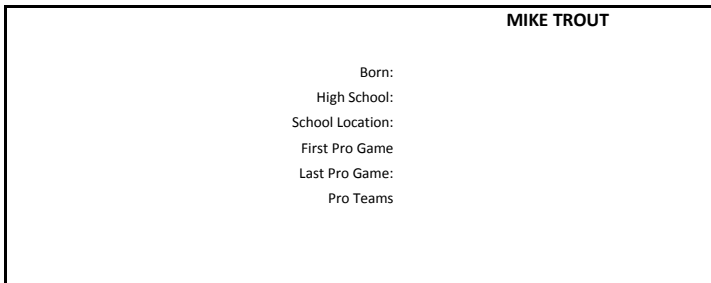 MIKE TROUT
Born:
High School:
School Location:
First Pro Game
Last Pro Game:
Pro Teams